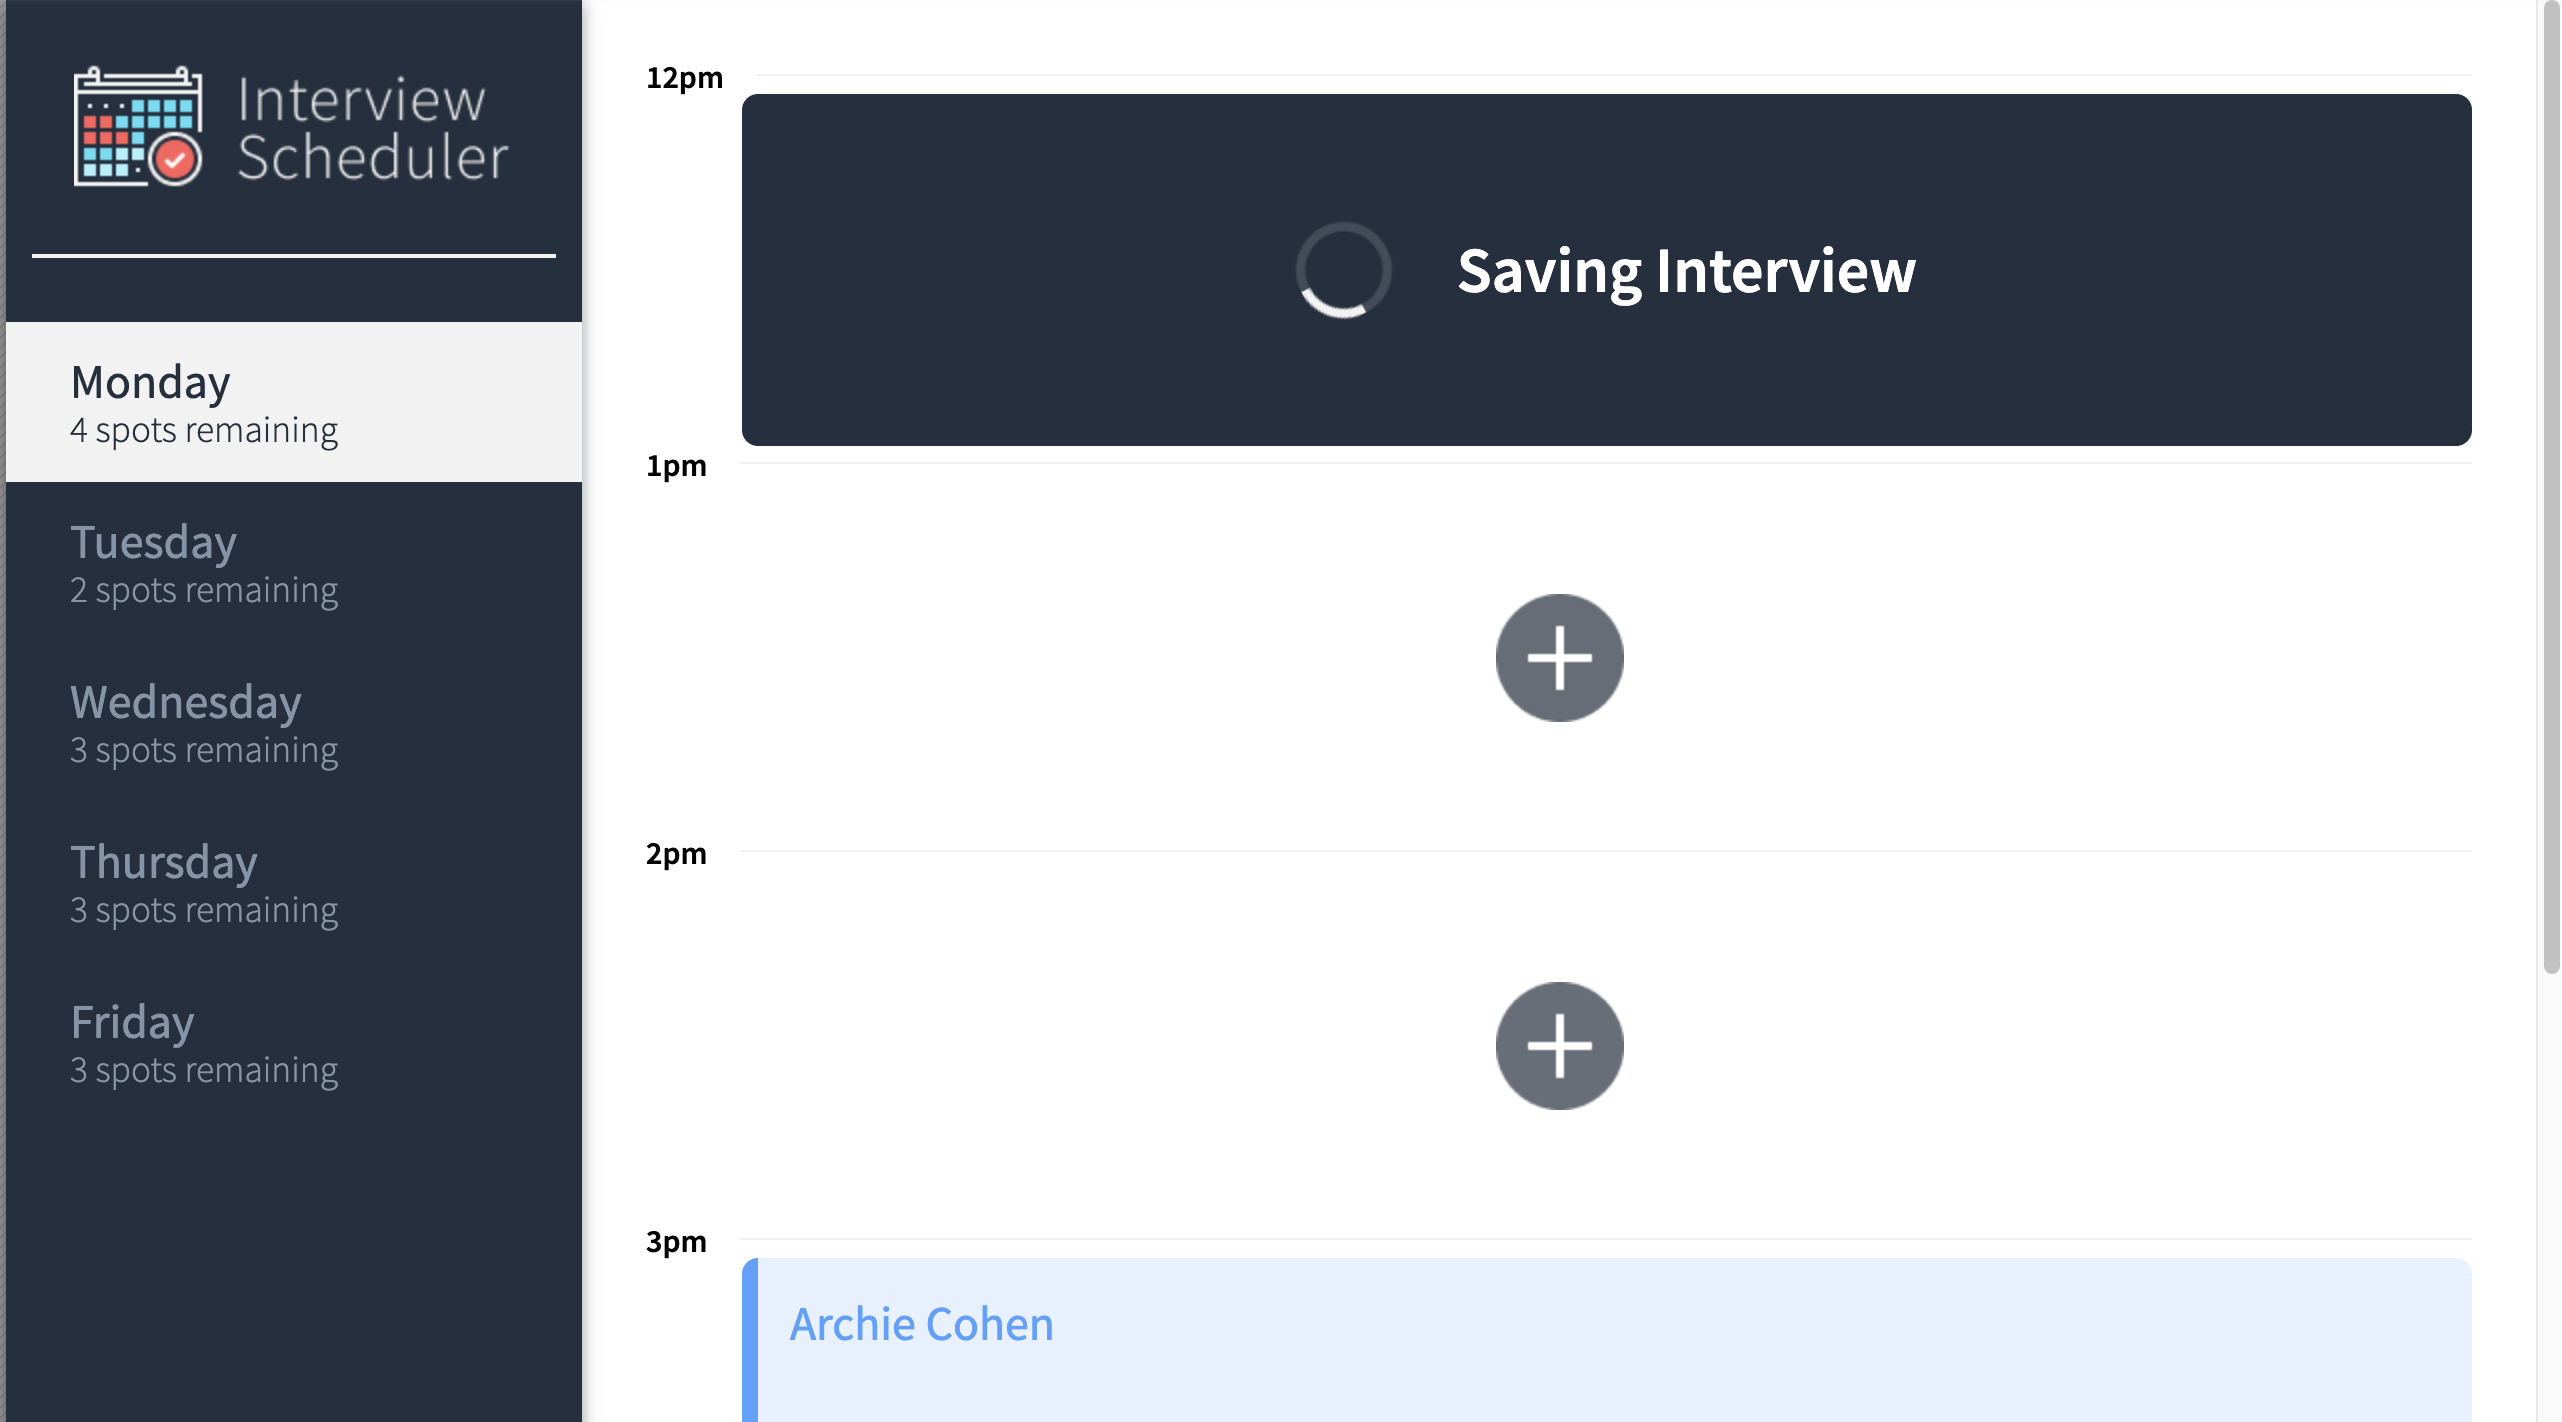 Interview
Scheduler
Monday
4 spots remaining
Tuesday
2 spots remaining
Wednesday
3 spots remaining
Thursday
3 spots remaining
Friday
3 spots remaining
12pm
Saving Interview
1pm
2pm
3pm
Archie Cohen